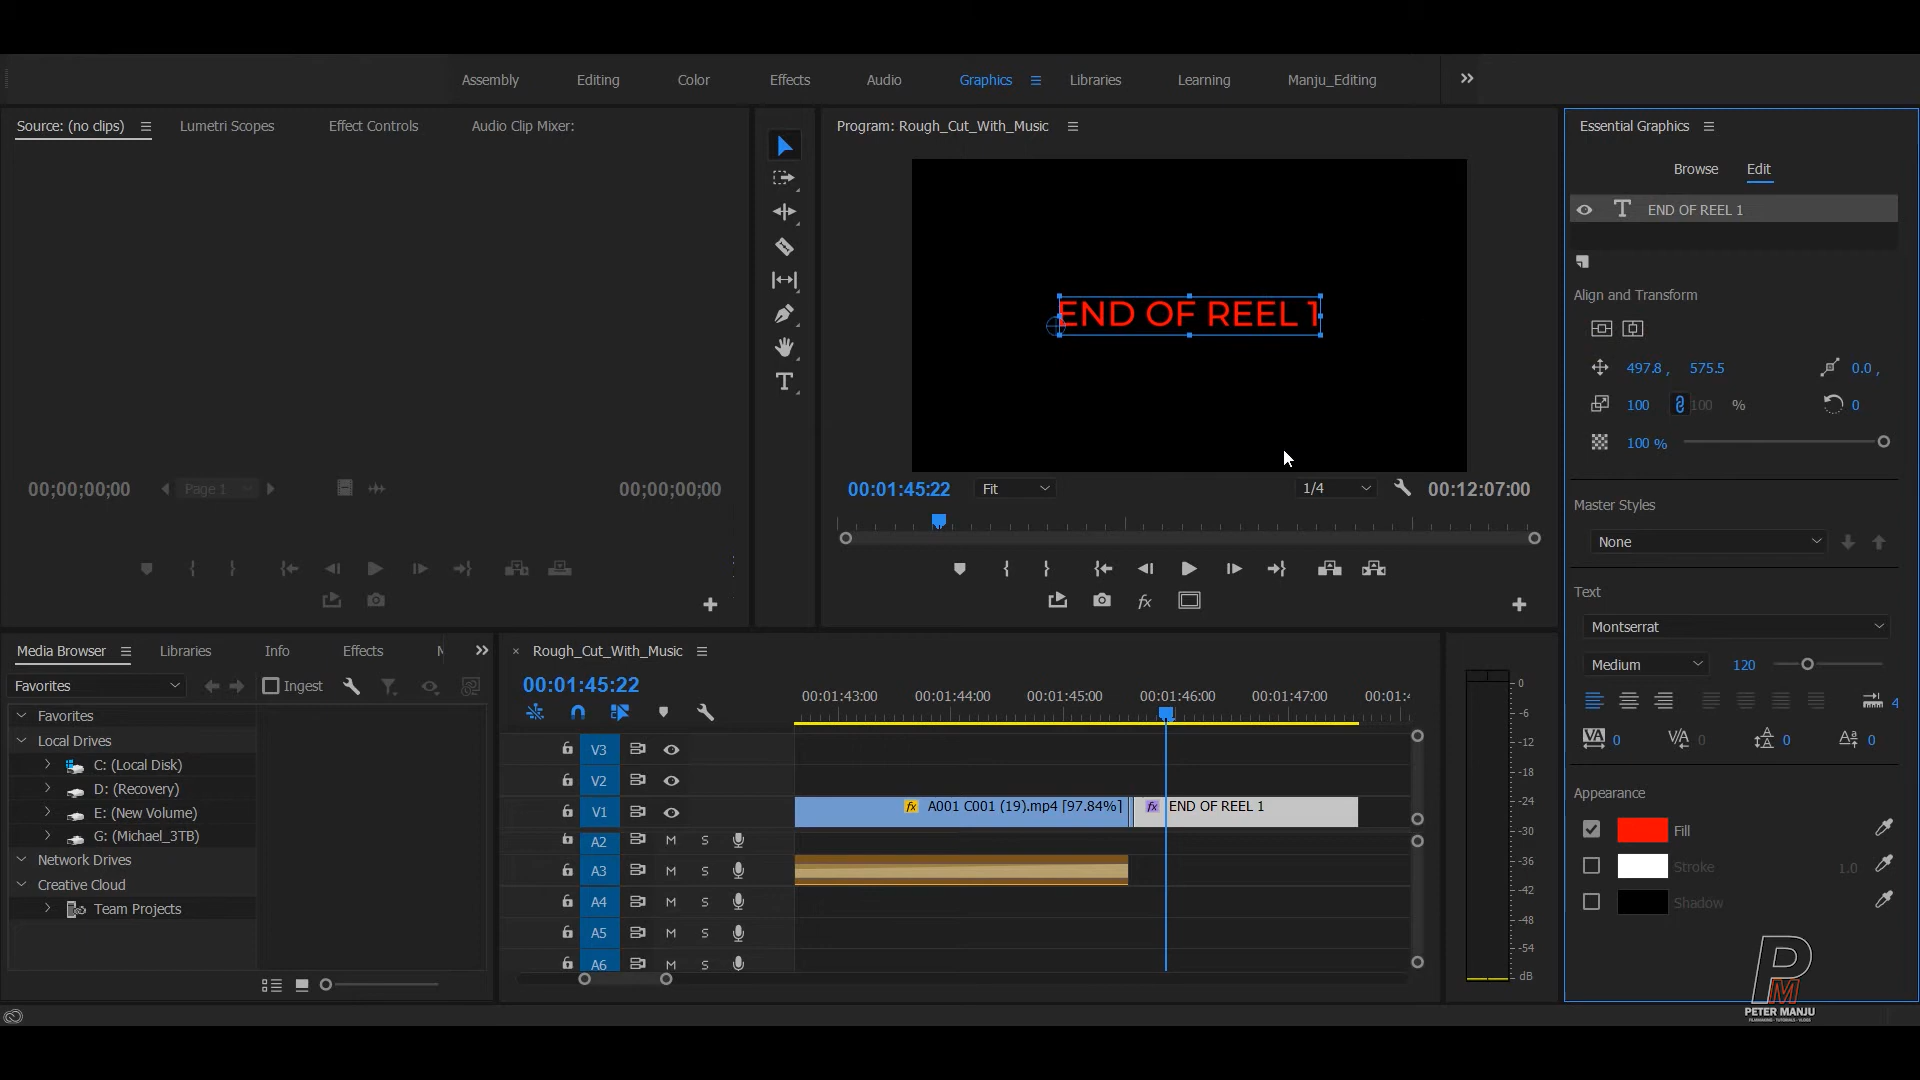 Assembly
Editing
Color
Effects
Audio
Graphics
Libraries
Learning
Manju_Editing
Source: (no clips)
Lumetri Scopes
Effect Controls
Audio Clip Mixer:
Program: Rough_Cut_With_Music
Essential Graphics
Browse
Edit
END OF REEL 1
END OF REEL 1
Align and Transform
497.8 , 575.5
0.0 ,
100
100
%
0
100 %
00;00;00;00
Page 1
00;00;00;00
00:01:45:22
Fit
1/4
00:12:07:00
Master Styles
None
Text
Montserrat
Medium
120
4
0
0
0
0
Appearance
Fill
Stroke
1.0
Shadow
Media Browser
Libraries
Info
Effects
Favorites
Ingest
Favorites
Local Drives
C: (Local Disk)
D: (Recovery)
E: (New Volume)
G: (Michael_3TB)
Network Drives
Creative Cloud
Team Projects
Rough_Cut_With_Music
00:01:45:22
00:01:43:00
00:01:44:00
00:01:45:00
00:01:46:00
00:01:47:00
00:01:4
V3
V2
V1
fx A001 C001 (19).mp4 [97.84%]
fx END OF REEL 1
A2 M S
A3 M S
A4 M S
A5 M S
A6 M S
0
-6
-12
-18
-24
-30
-36
-42
-48
-54
dB
PM
PETER MANJU